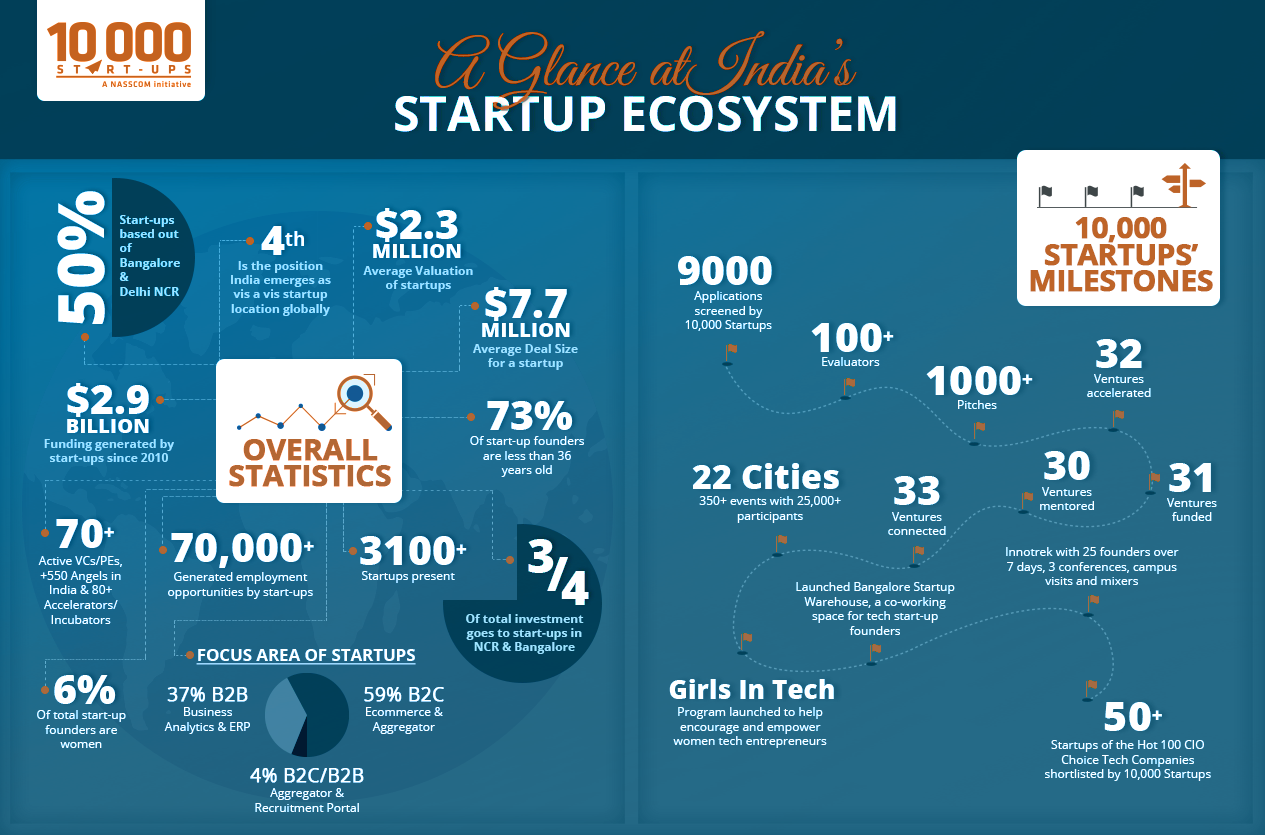 10,000
START-UPS
A NASSCOM initiative
A Glance at India's
STARTUP ECOSYSTEM
50%
Start-ups
based out
of
Bangalore
&
Delhi NCR
4th
Is the position
India emerges as
vis a vis startup
location globally
$2.3
MILLION
Average Valuation
of startups
$7.7
MILLION
Average Deal Size
for a startup
$2.9
BILLION
Funding generated by
start-ups since 2010
OVERALL
STATISTICS
73%
Of start-up founders
are less than 36
years old
70+
Active VCs/PEs,
+550 Angels in
India & 80+
Accelerators/
Incubators
70,000+
Generated employment
opportunities by start-ups
3100+
Startups present
3/4
Of total investment
goes to start-ups in
NCR & Bangalore
6%
Of total start-up
founders are
women
FOCUS AREA OF STARTUPS
37% B2B
Business
Analytics & ERP
59% B2C
Ecommerce &
Aggregator
4% B2C/B2B
Aggregator &
Recruitment Portal
10,000
STARTUPS'
MILESTONES
9000
Applications
screened by
10,000 Startups
100+
Evaluators
1000+
Pitches
32
Ventures
accelerated
31
Ventures
funded
30
Ventures
mentored
33
Ventures
connected
22 Cities
350+ events with 25,000+
participants
Girls In Tech
Program launched to help
encourage and empower
women tech entrepreneurs
Launched Bangalore Startup
Warehouse, a co-working
space for tech start-up
founders
Innotrek with 25 founders over
7 days, 3 conferences, campus
visits and mixers
50+
Startups of the Hot 100 CIO
Choice Tech Companies
shortlisted by 10,000 Startups